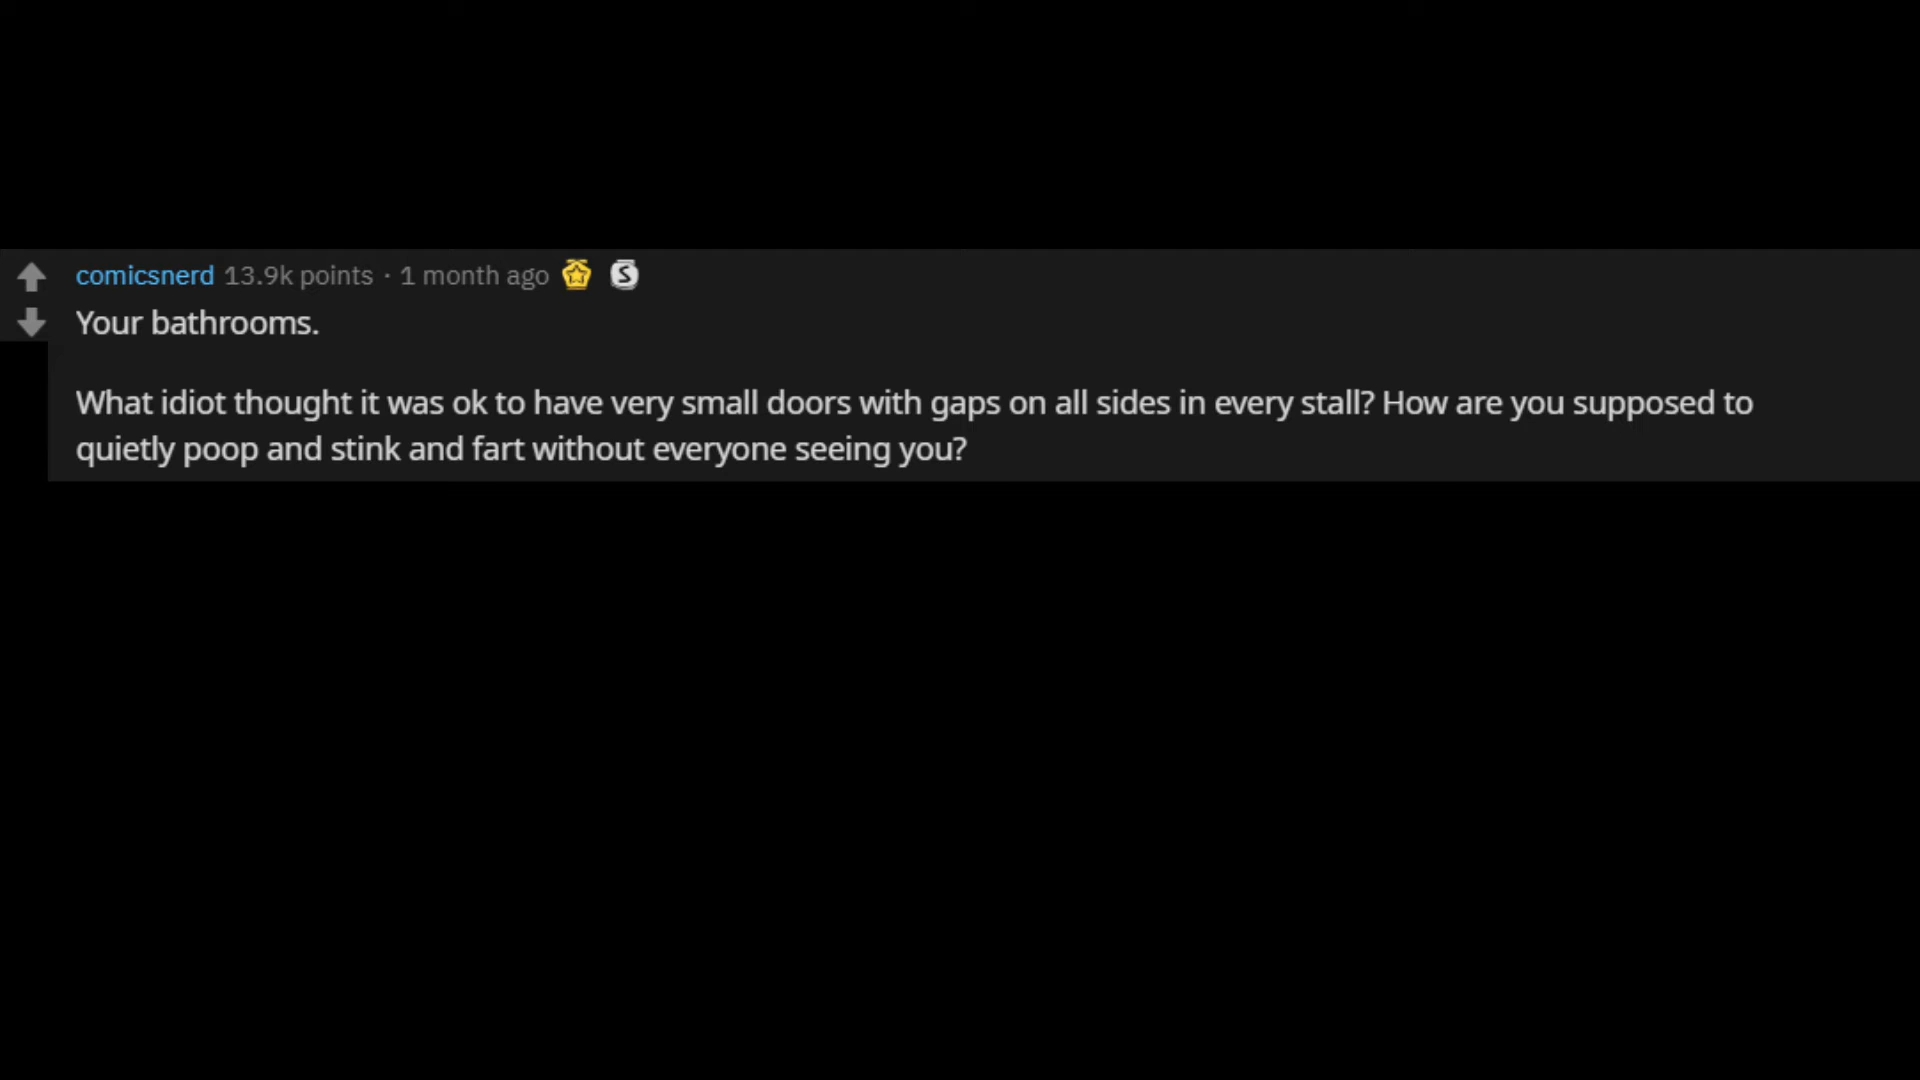 comicsnerd 13.9k points · 1 month ago S
Your bathrooms.
What idiot thought it was ok to have very small doors with gaps on all sides in every stall? How are you supposed to
quietly poop and stink and fart without everyone seeing you?